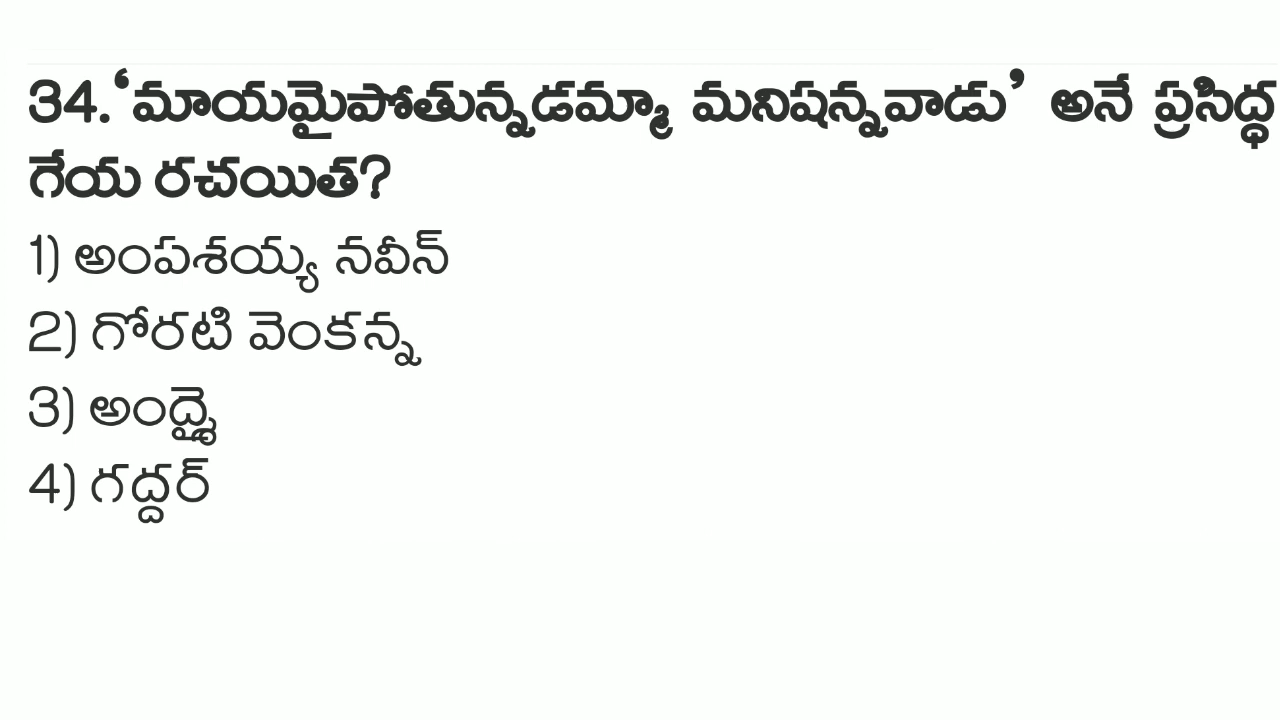 34. ‘మాయమైపోతున్నడమ్మా మనిషన్నవాడు’ అనే ప్రసిద్ధ
గేయ రచయిత?
1) అంపశయ్య నవీన్
2) గోరటి వెంకన్న
3) అంద్శై
4) గద్దర్